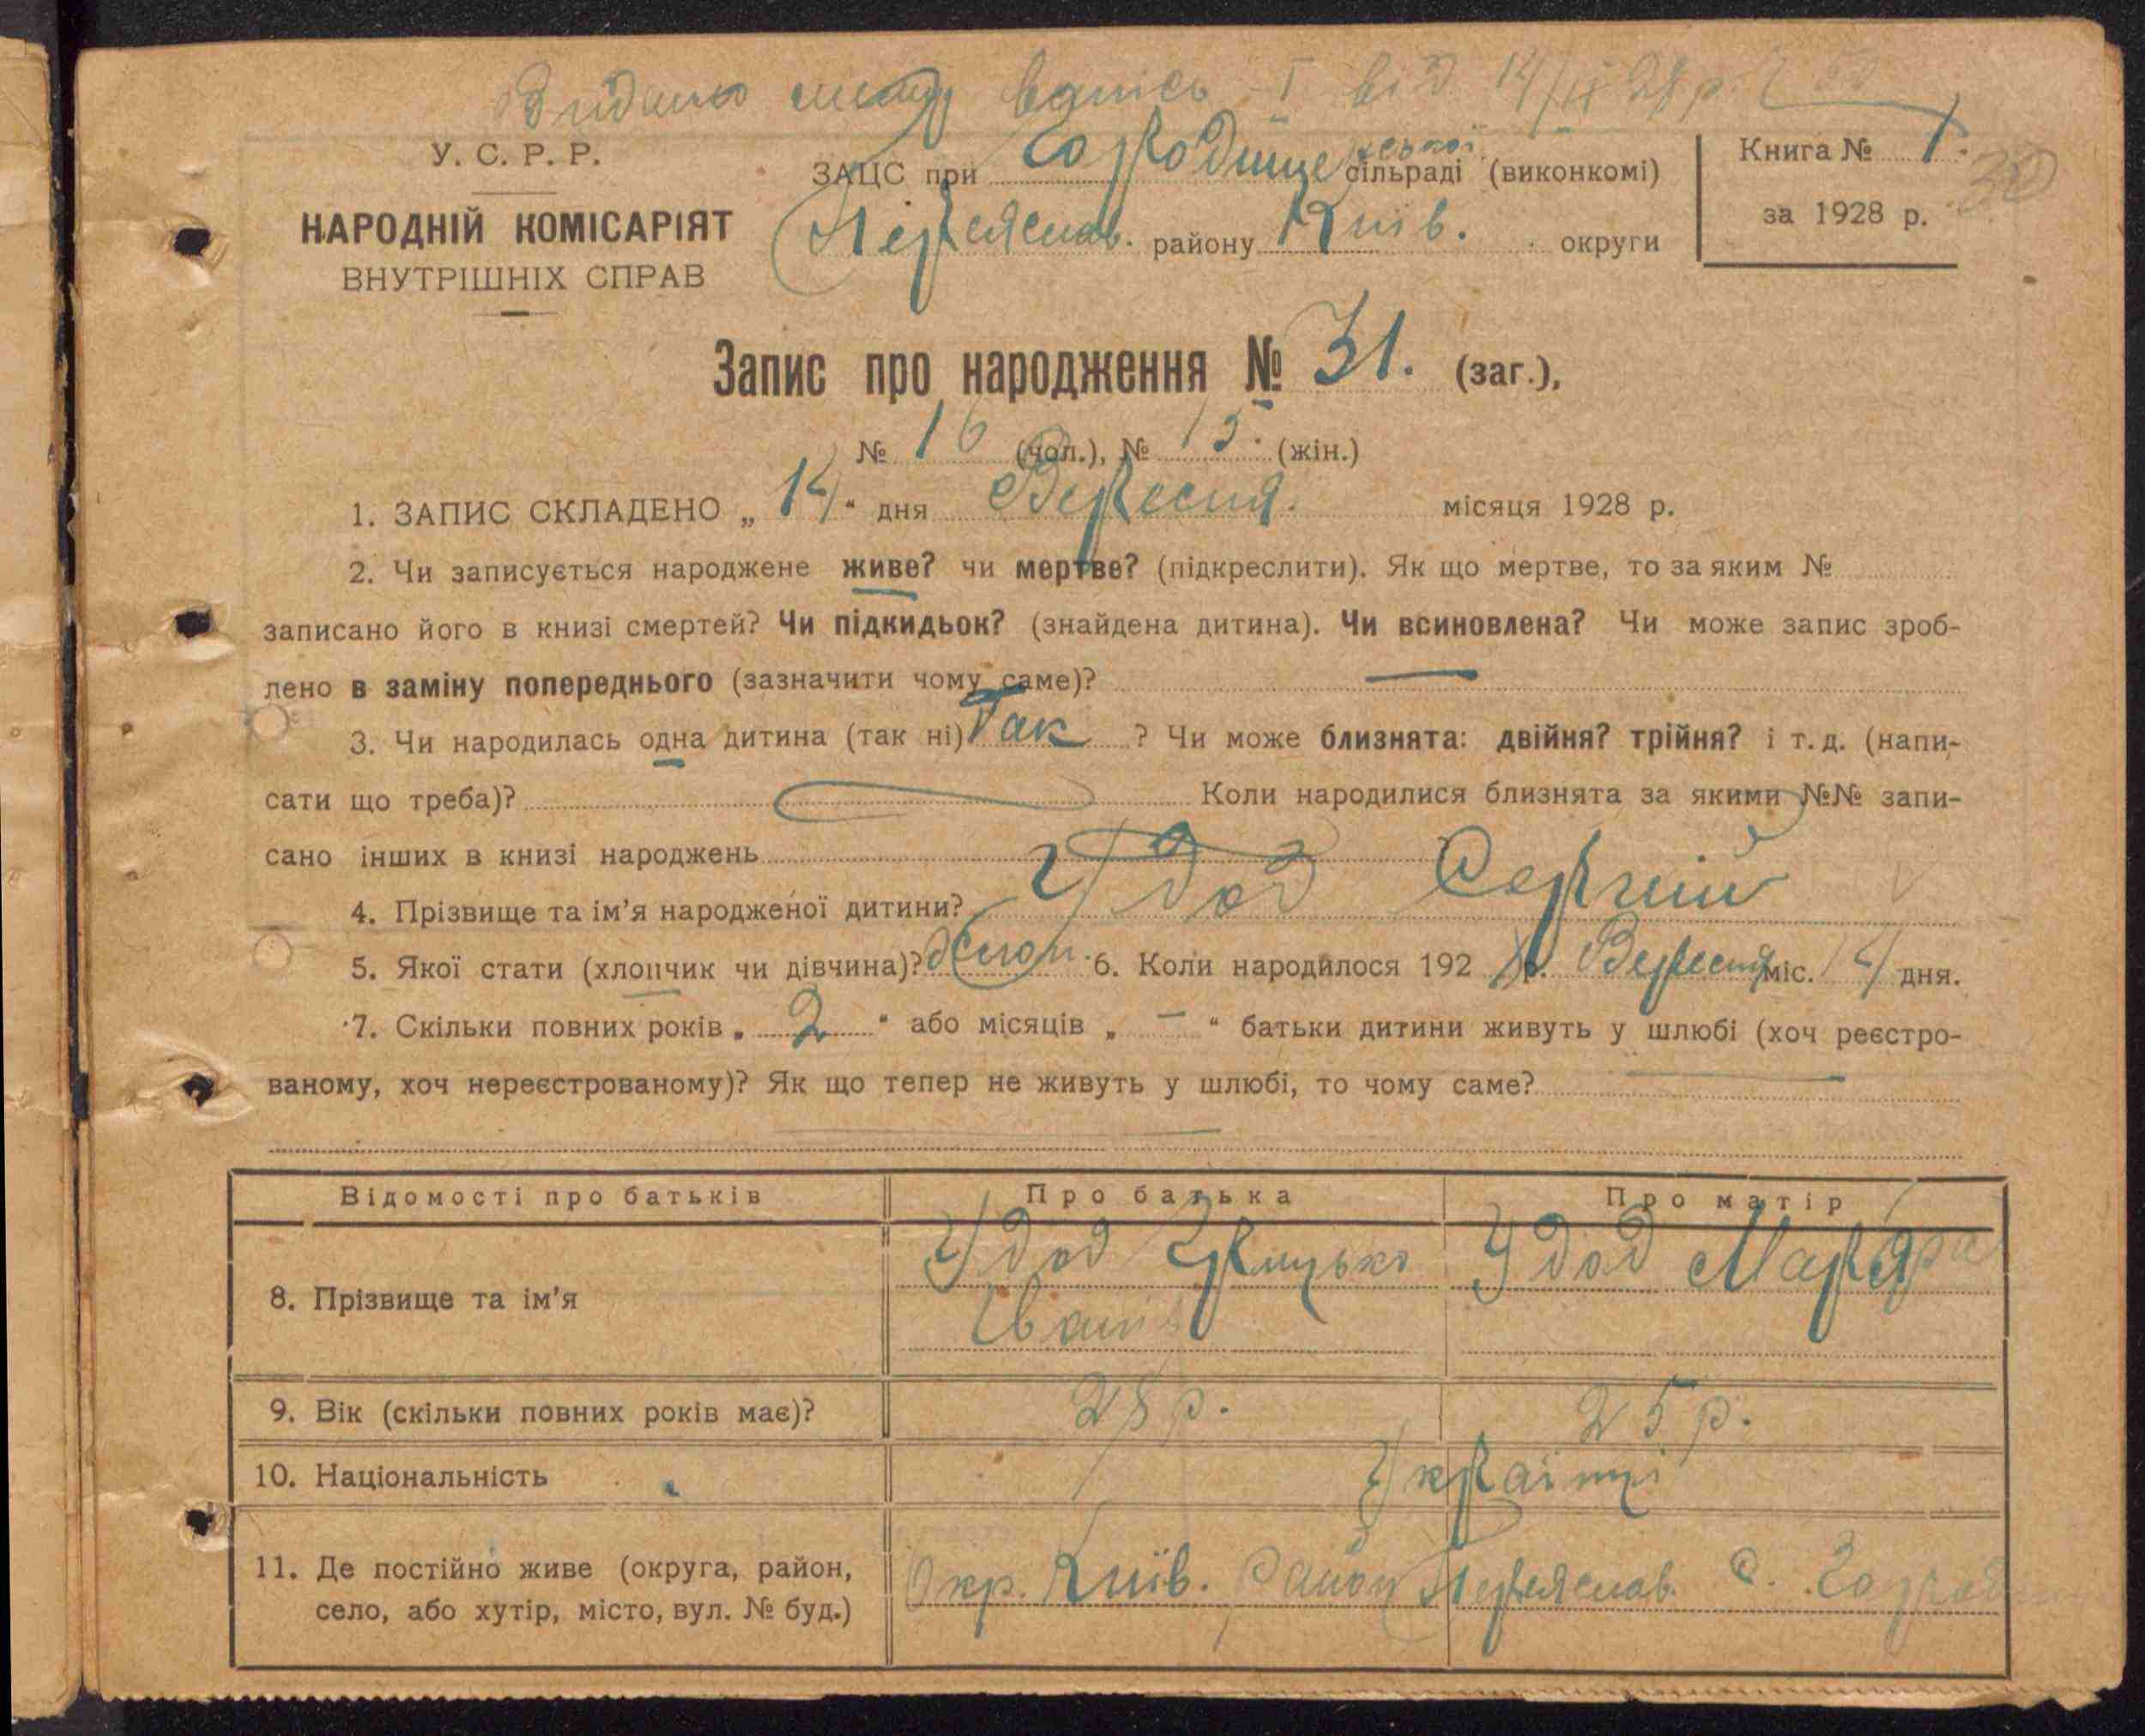 Видано витяг від 14/IX 28 р.
У. С. Р. Р.
НАРОДНІЙ КОМІСАРІЯТ
ВНУТРІШНІХ СПРАВ
ЗАЦС при сільраді (виконкомі)
Переяслав. району Київ. округи
Книга № 1.
за 1928 р.
30
Запис про народження № 31. (заг.),
№ 16 (чол.), № 15. (жін.)
1. ЗАПИС СКЛАДЕНО „ 14 “ дня Вересня. місяця 1928 р.
2. Чи записується народжене живе? чи мертве? (підкреслити). Як що мертве, то за яким №
записано його в книзі смертей? Чи підкидьок? (знайдена дитина). Чи всиновлена? Чи може запис зроб-
лено в заміну попереднього (зазначити чому саме)? —
3. Чи народилась одна дитина (так ні) Так ? Чи може близнята: двійня? трійня? і т. д. (напи-
сати що треба)? Коли народилися близнята за якими №№ запи-
сано інших в книзі народжень
4. Прізвище та ім'я народженої дитини? Удод Сергній
5. Якої стати (хлопчик чи дівчина)? 6. Коли народилося 192 8 р. Вересня міс. 14 дня.
7. Скільки повних років „ 2 “ або місяців „ — “ батьки дитини живуть у шлюбі (хоч реєстро-
ваному, хоч нереєстрованому)? Як що тепер не живуть у шлюбі, то чому саме? —
Відомості про батьків Про батька Про матір
8. Прізвище та ім'я Удод Грицько Удод
Іванів
9. Вік (скільки повних років має)? 28 р. 25 р.
10. Національність Українці
11. Де постійно живе (округа, район, село, або хутір, місто, вул. № буд.) Окр. Київ. Район Переяслав. с.